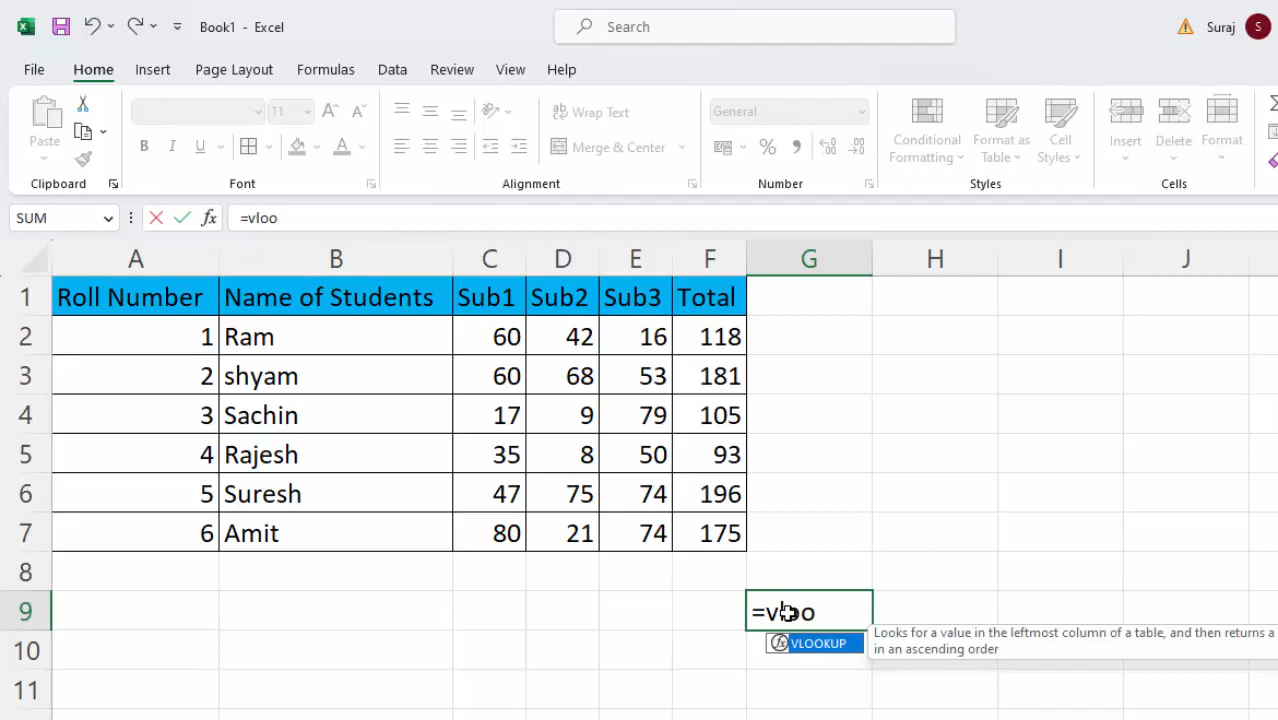 Book1 - Excel
Search
Suraj
S
File Home Insert Page Layout Formulas Data Review View Help
Paste
11
B I U A
ab Wrap Text
Merge & Center
General
% 9
Conditional Formatting
Format as Table
Cell Styles
Insert
Delete
Format
Clipboard Font Alignment Number Styles Cells
SUM fx =vloo
A B C D E F G H I J
1 Roll Number Name of Students Sub1 Sub2 Sub3 Total
2 1 Ram 60 42 16 118
3 2 shyam 60 68 53 181
4 3 Sachin 17 9 79 105
5 4 Rajesh 35 8 50 93
6 5 Suresh 47 75 74 196
7 6 Amit 80 21 74 175
8
9 =vloo
10 fx VLOOKUP
Looks for a value in the leftmost column of a table, and then returns a
in an ascending order
11